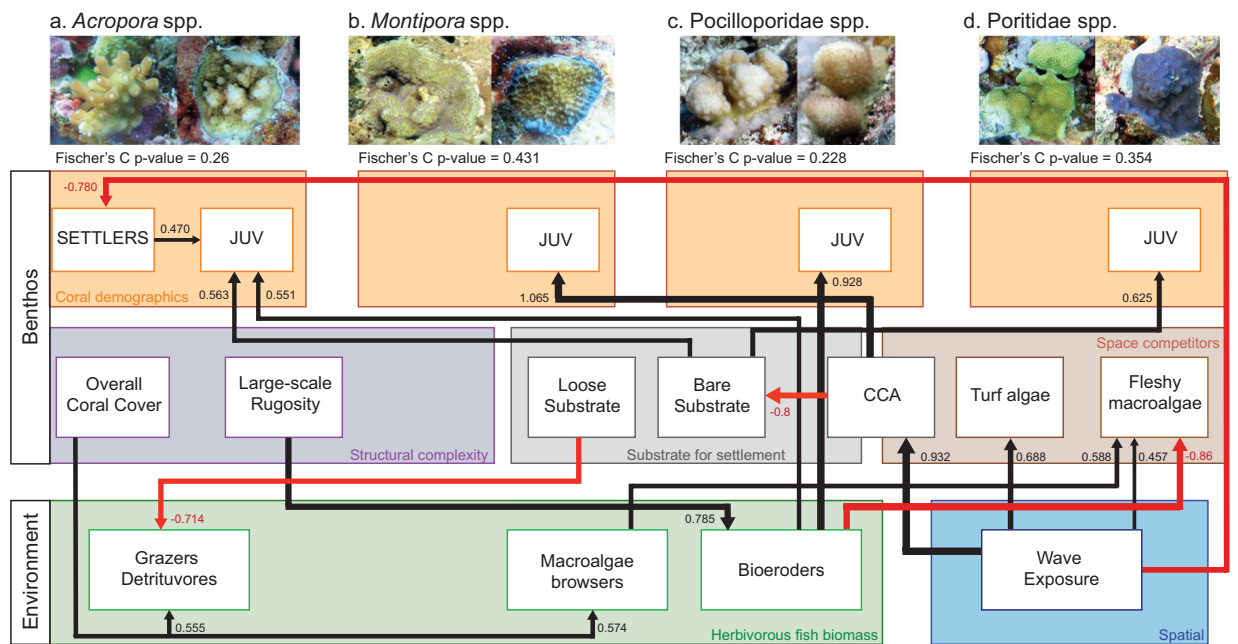 a. Acropora spp.
b. Montipora spp.
c. Pocilloporidae spp.
d. Poritidae spp.
Fischer's C p-value = 0.26
Fischer's C p-value = 0.431
Fischer's C p-value = 0.228
Fischer's C p-value = 0.354
Benthos
-0.780
SETTLERS
0.470
JUV
JUV
JUV
JUV
Coral demographics
0.563
0.551
1.065
0.928
0.625
Space competitors
Overall
Coral Cover
Large-scale
Rugosity
Loose
Substrate
Bare
Substrate
-0.8
CCA
Turf algae
Fleshy
macroalgae
Structural complexity
Substrate for settlement
0.932
0.688
0.588
0.457
-0.86
Environment
-0.714
0.785
Grazers
Detrituvores
Macroalgae
browsers
Bioeroders
Wave
Exposure
0.555
0.574
Herbivorous fish biomass
Spatial